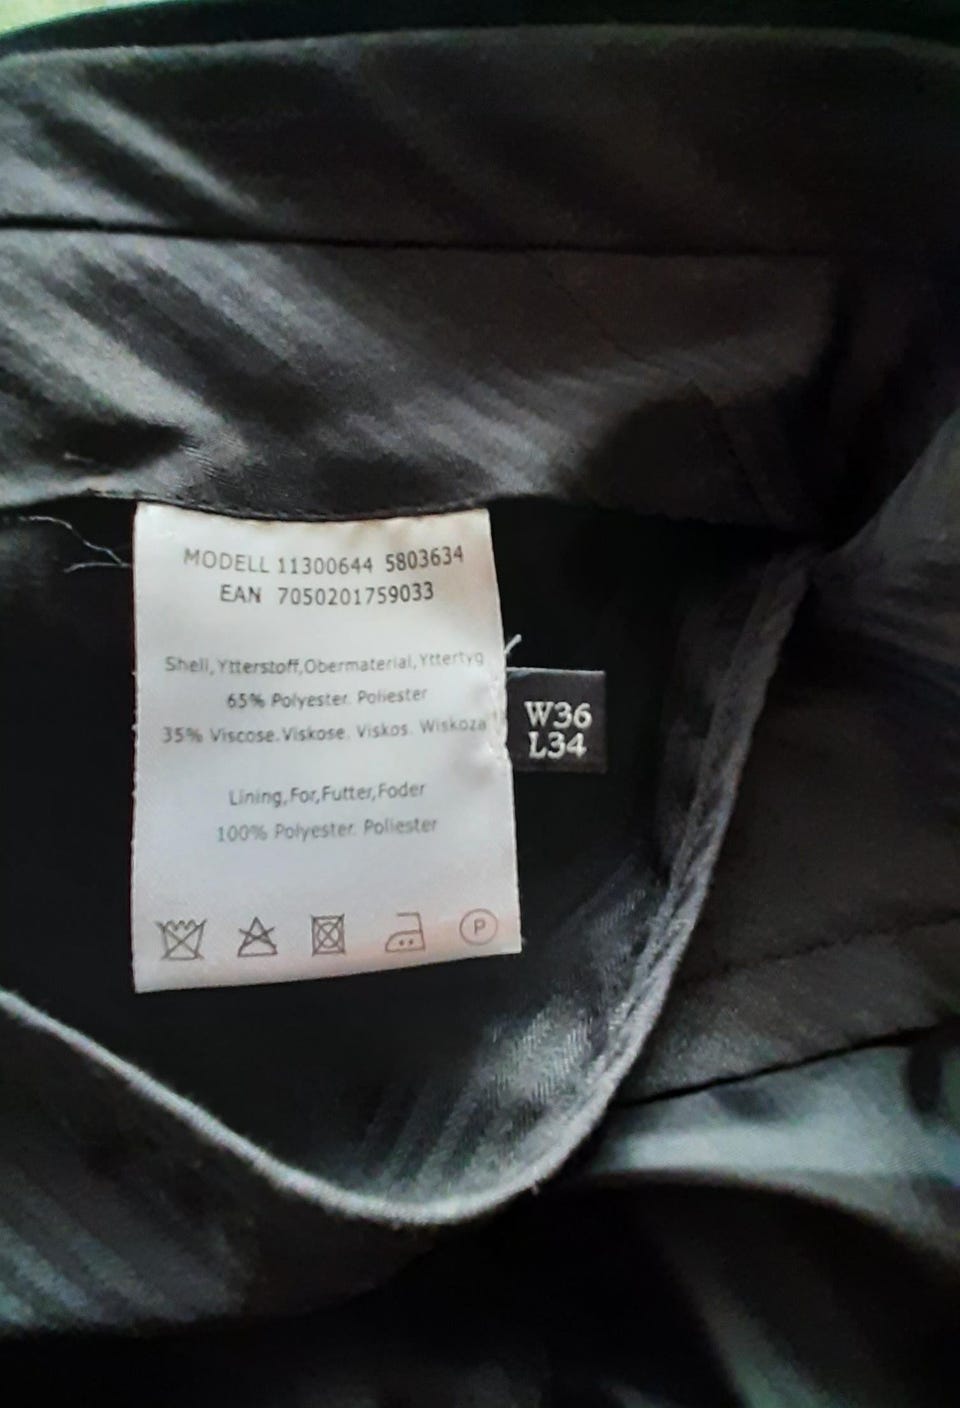 MODELL 11300644 5803634
EAN 7050201759033
Shell,Ytterstoff,Obermaterial,Yttertyg
65% Polyester. Poliester
35% Viscose.Viskose. Viskos. Wiskoza
Lining,For,Futter,Foder
100% Polyester. Poliester
P
W36
L34